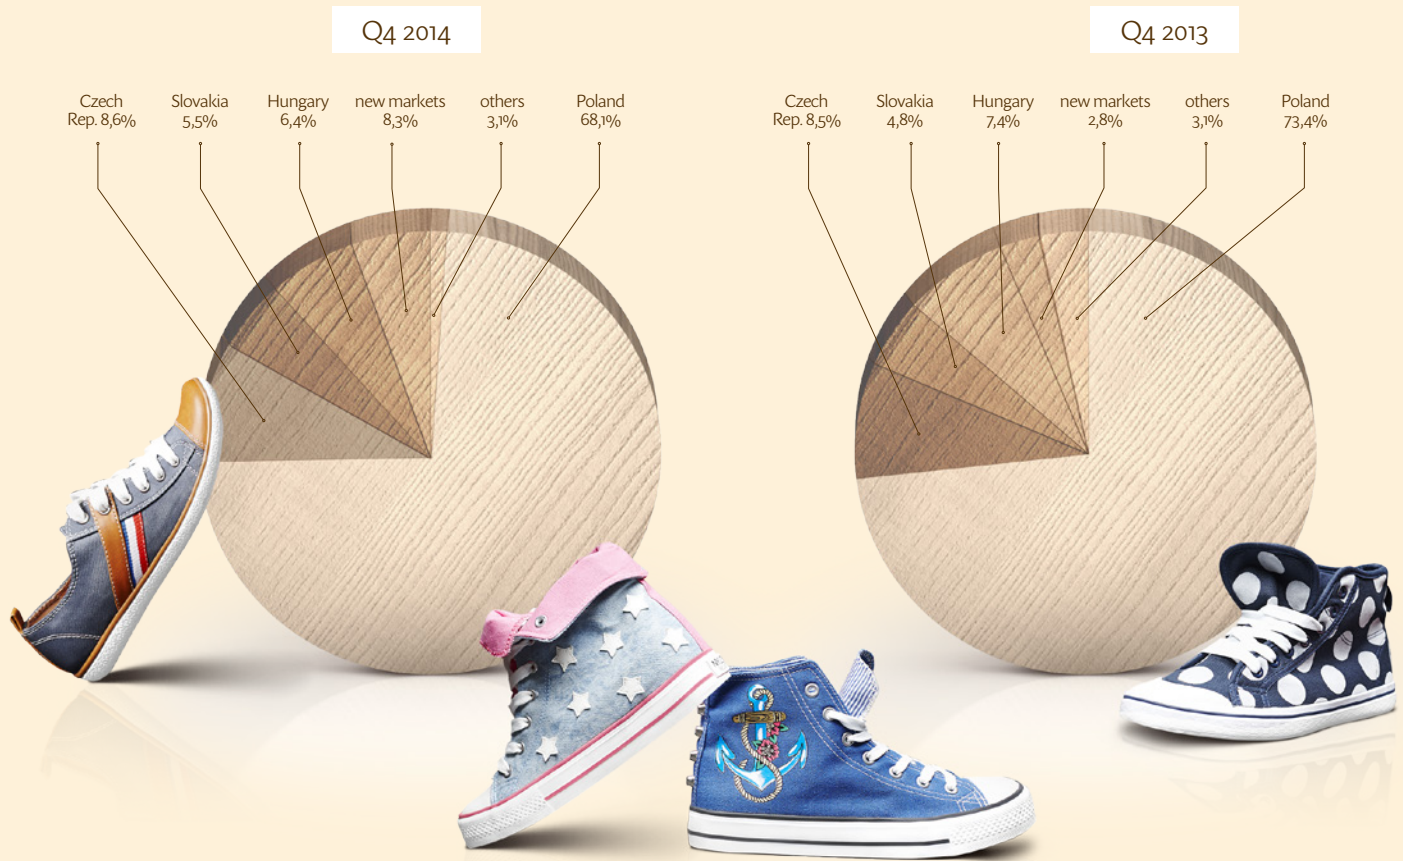 Q4 2014
Czech
Rep. 8,6%
Slovakia
5,5%
Hungary
6,4%
new markets
8,3%
others
3,1%
Poland
68,1%
Q4 2013
Czech
Rep. 8,5%
Slovakia
4,8%
Hungary
7,4%
new markets
2,8%
others
3,1%
Poland
73,4%